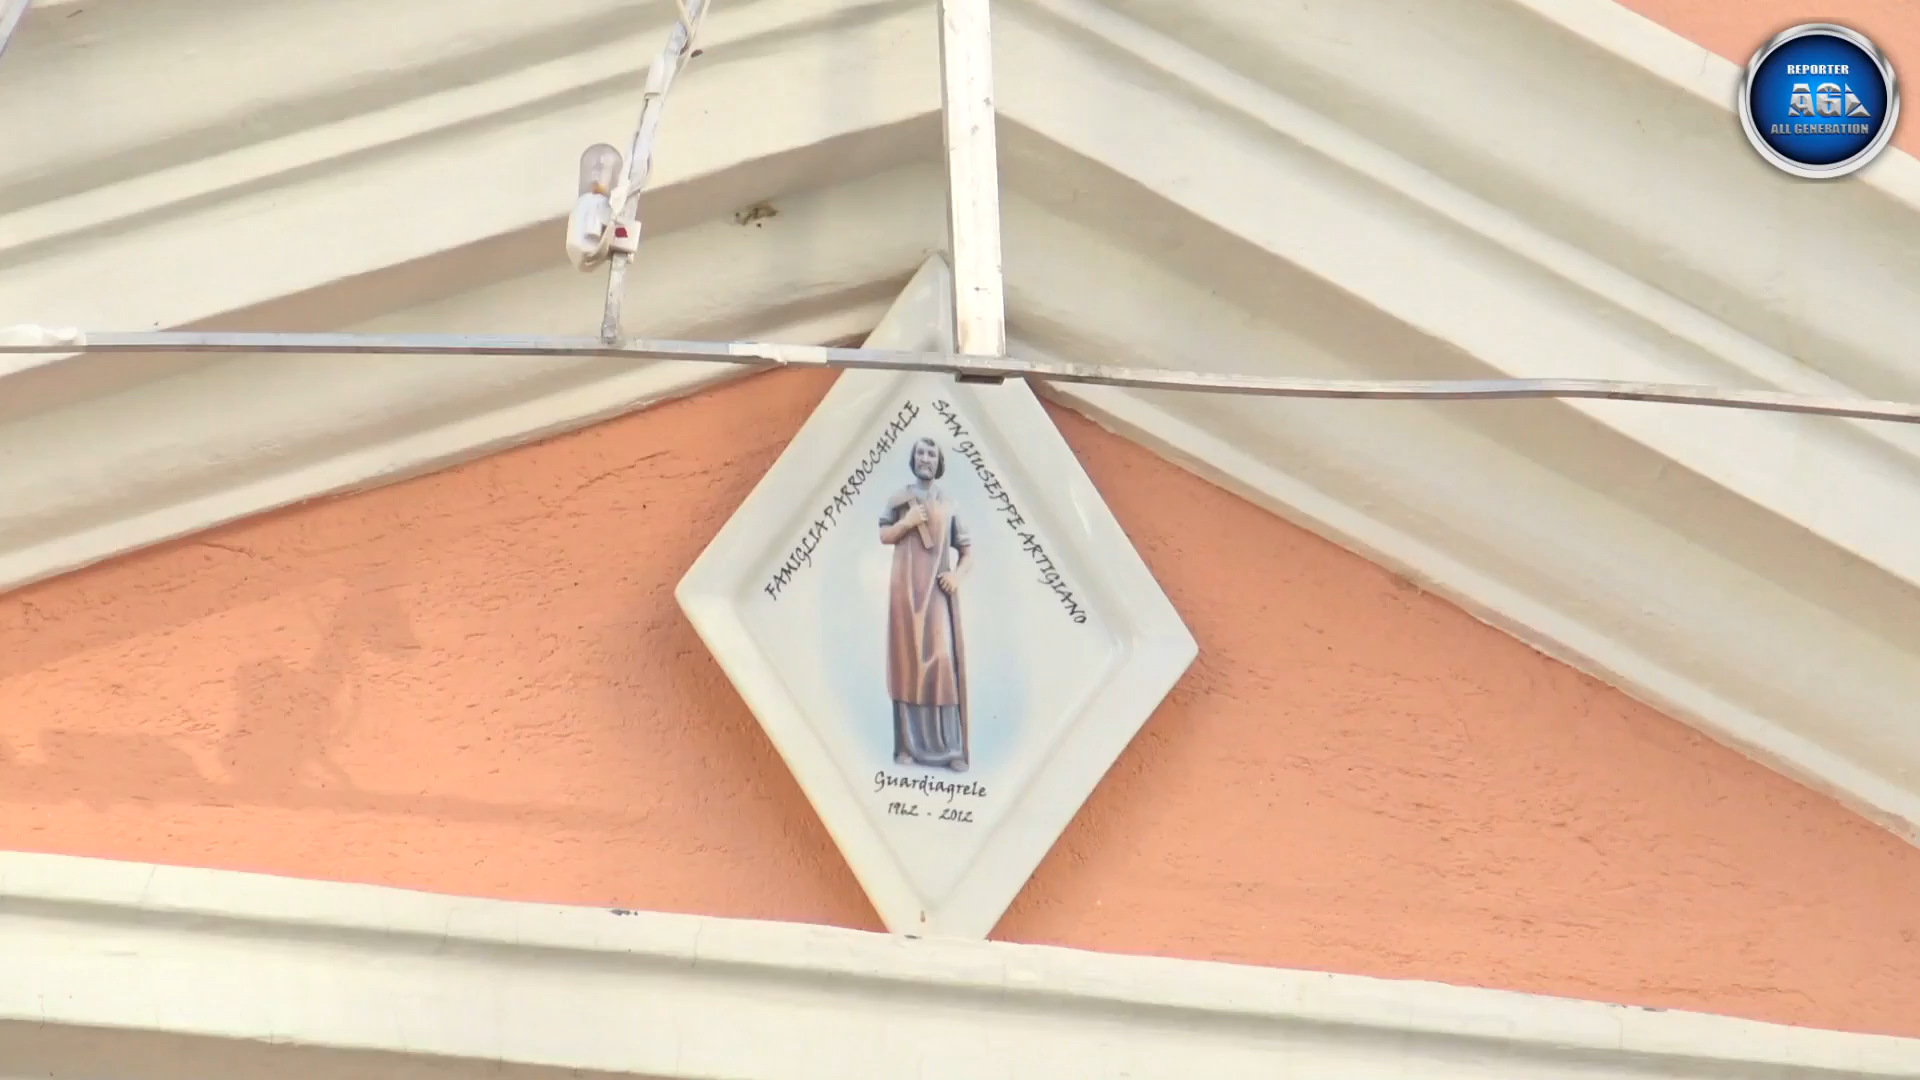 FAMIGLIA PARROCCHIALE
SAN GIUSEPPE ARTIGIANO
Guardiagrele
1962 - 2012
REPORTER
AGA
ALL GENERATION